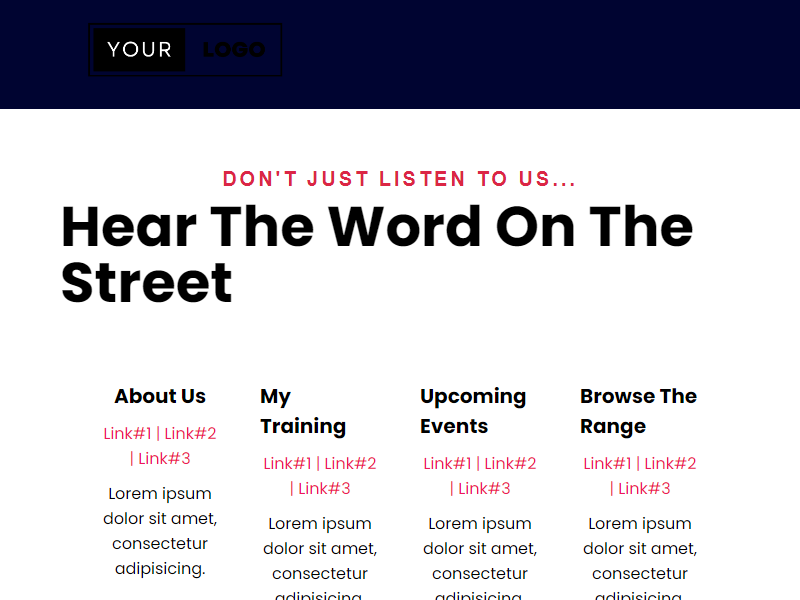 YOUR LOGO
DON'T JUST LISTEN TO US...
Hear The Word On The
Street
About Us
Link#1 | Link#2
| Link#3
Lorem ipsum
dolor sit amet,
consectetur
adipisicing.
My
Training
Link#1 | Link#2
| Link#3
Lorem ipsum
dolor sit amet,
consectetur
adipisicing
Upcoming
Events
Link#1 | Link#2
| Link#3
Lorem ipsum
dolor sit amet,
consectetur
adipisicing
Browse The
Range
Link#1 | Link#2
| Link#3
Lorem ipsum
dolor sit amet,
consectetur
adipisicing